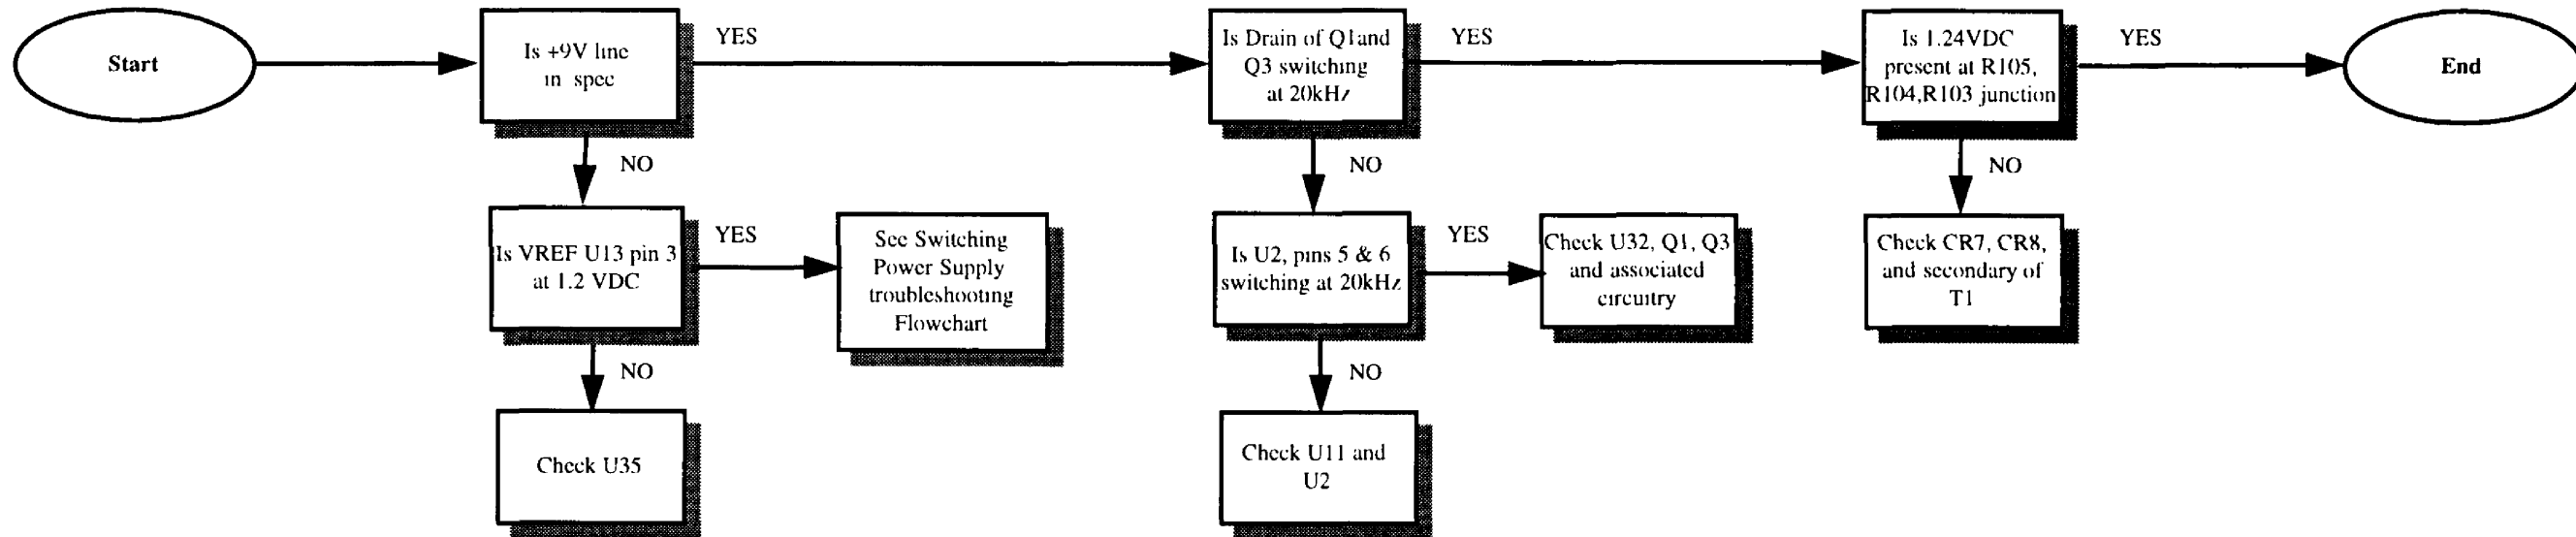 Start
Is +9V line
in spec
YES
Is Drain of Q1and
Q3 switching
at 20kHz
YES
Is 1.24VDC
present at R105,
R104,R103 junction
YES
End
NO
NO
NO
Is VREF U13 pin 3
at 1.2 VDC
YES
See Switching
Power Supply
troubleshooting
Flowchart
Is U2, pins 5 & 6
switching at 20kHz
YES
Check U32, Q1, Q3
and associated
circuitry
Check CR7, CR8,
and secondary of
T1
NO
NO
Check U35
Check U11 and
U2